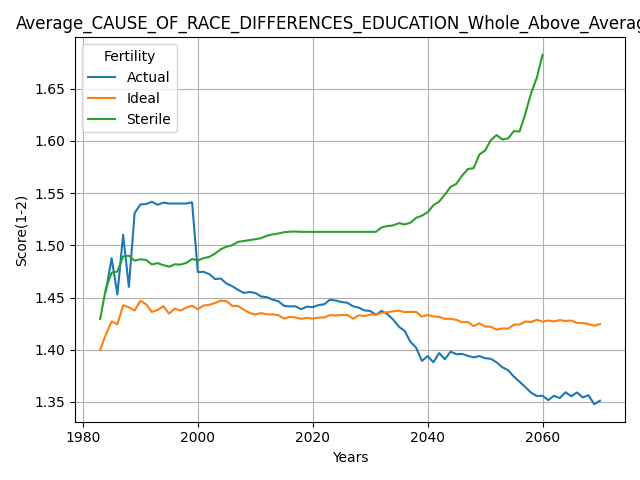 Average_CAUSE_OF_RACE_DIFFERENCES_EDUCATION_Whole_Above_Averag
Fertility
Actual
Ideal
Sterile
1.65
1.60
1.55
1.50
1.45
1.40
1.35
Score(1-2)
1980
2000
2020
2040
2060
Years